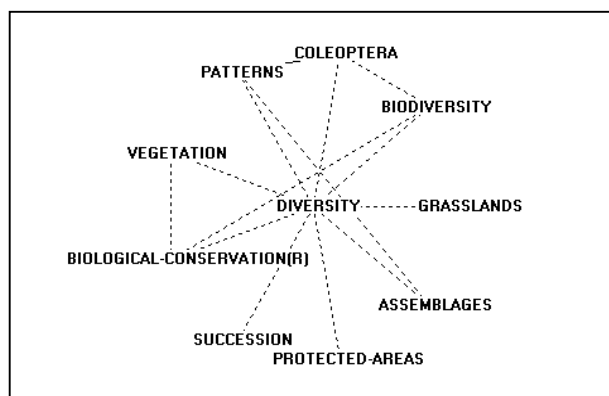 COLEOPTERA
PATTERNS
BIODIVERSITY
VEGETATION
DIVERSITY
GRASSLANDS
BIOLOGICAL-CONSERVATION(R)
ASSEMBLAGES
SUCCESSION
PROTECTED-AREAS